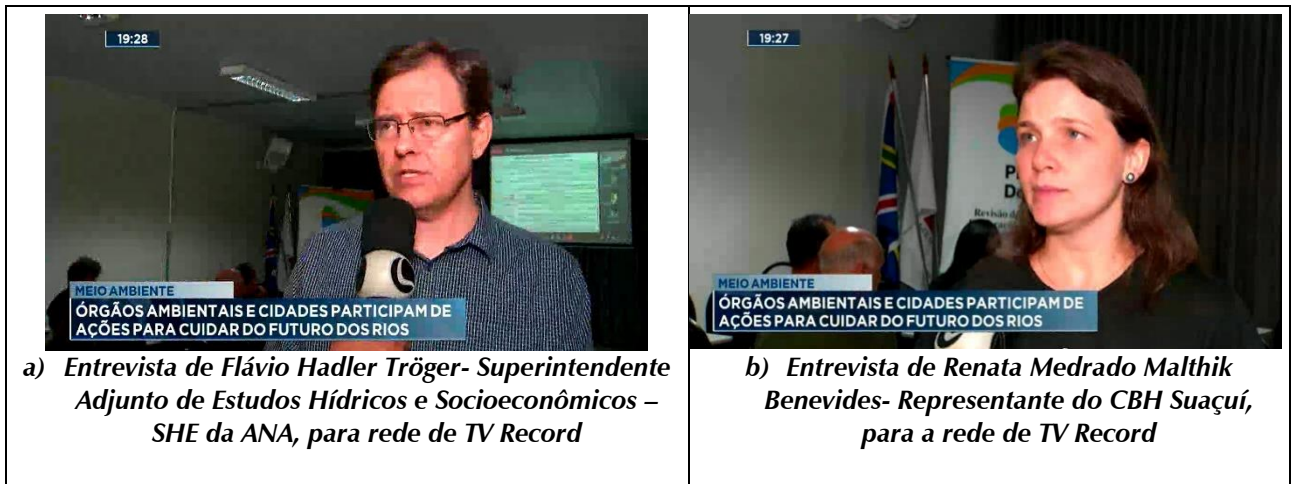 19:28
MEIO AMBIENTE
ÓRGÃOS AMBIENTAIS E CIDADES PARTICIPAM DE
AÇÕES PARA CUIDAR DO FUTURO DOS RIOS
a) Entrevista de Flávio Hadler Tröger- Superintendente
Adjunto de Estudos Hídricos e Socioeconômicos –
SHE da ANA, para rede de TV Record
19:27
Revisão
MEIO AMBIENTE
ÓRGÃOS AMBIENTAIS E CIDADES PARTICIPAM DE
AÇÕES PARA CUIDAR DO FUTURO DOS RIOS
b) Entrevista de Renata Medrado Malthik
Benevides- Representante do CBH Suaçuí,
para a rede de TV Record